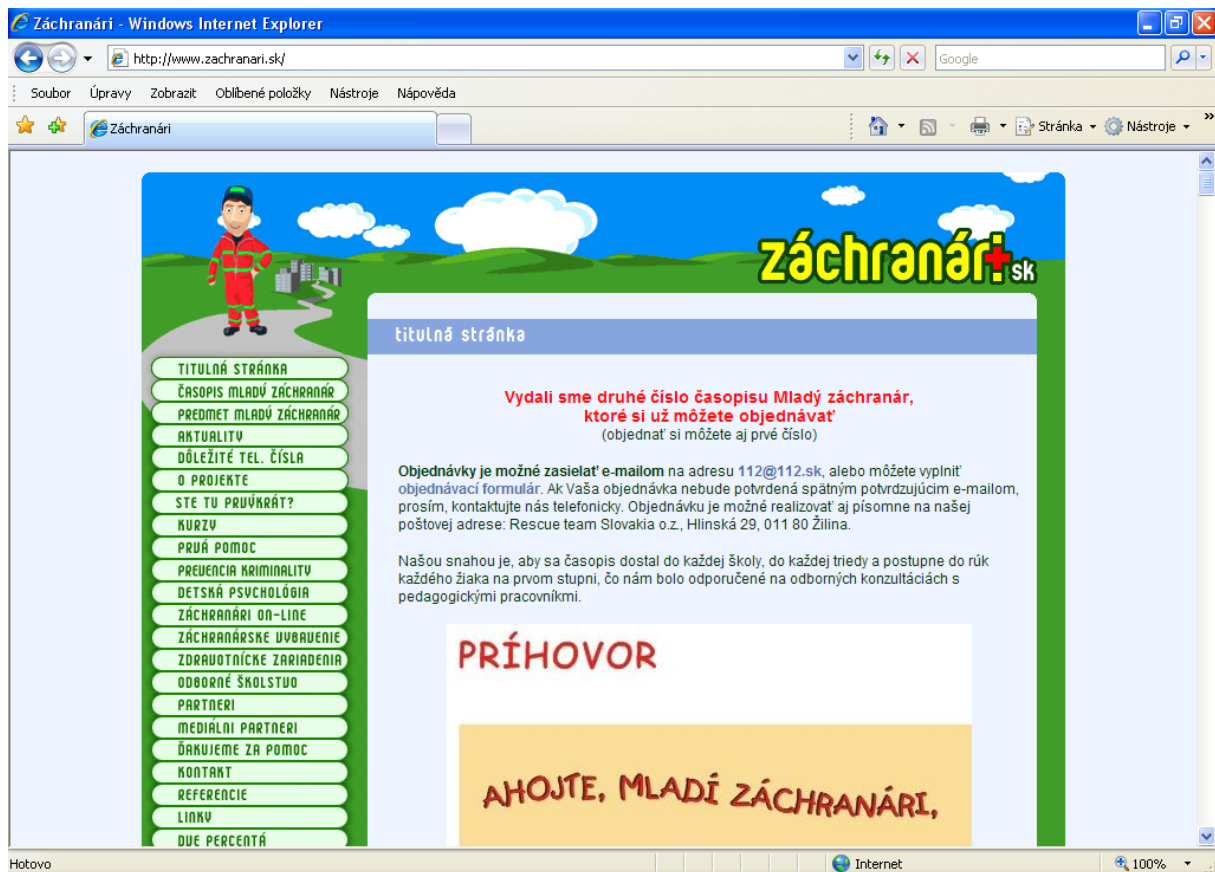 Záchranári - Windows Internet Explorer
http://www.zachranari.sk/
Google
Soubor Úpravy Zobrazit Oblíbené položky Nástroje Nápověda
Záchranári
Stránka Nástroje
záchranári.sk
titulná stránka
TITULNÁ STRÁNKA
ČASOPIS MLADÝ ZÁCHRANÁR
PREDMET MLADÝ ZÁCHRANÁR
AKTUALITY
DÔLEŽITÉ TEL. ČÍSLA
O PROJEKTE
STE TU PRVÝKRÁT?
KURZY
PRVÁ POMOC
PREVENCIA KRIMINALITY
DETSKÁ PSYCHOLÓGIA
ZÁCHRANÁRI ON-LINE
ZÁCHRANÁRSKE VYBAVENIE
ZDRAVOTNÍCKE ZARIADENIA
ODBORNÉ ŠKOLSTVO
PARTNERI
MEDIÁLNI PARTNERI
ĎAKUJEME ZA POMOC
KONTAKT
REFERENCIE
LINKY
DVE PERCENTÁ
Vydali sme druhé číslo časopisu Mladý záchranár,
ktoré si už môžete objednávať
(objednať si môžete aj prvé číslo)
Objednávky je možné zasielať e-mailom na adresu 112@112.sk, alebo môžete vyplniť
objednávací formulár. Ak Vaša objednávka nebude potvrdená spätným potvrdzujúcim e-mailom,
prosím, kontaktujte nás telefonicky. Objednávku je možné realizovať aj písomne na našej
poštovej adrese: Rescue team Slovakia o.z., Hlinská 29, 011 80 Žilina.
Našou snahou je, aby sa časopis dostal do každej školy, do každej triedy a postupne do rúk
každého žiaka na prvom stupni, čo nám bolo odporučené na odborných konzultáciách s
pedagogickými pracovníkmi.
PRÍHOVOR
AHOJTE, MLADÍ ZÁCHRANÁRI,
Hotovo
Internet
100%